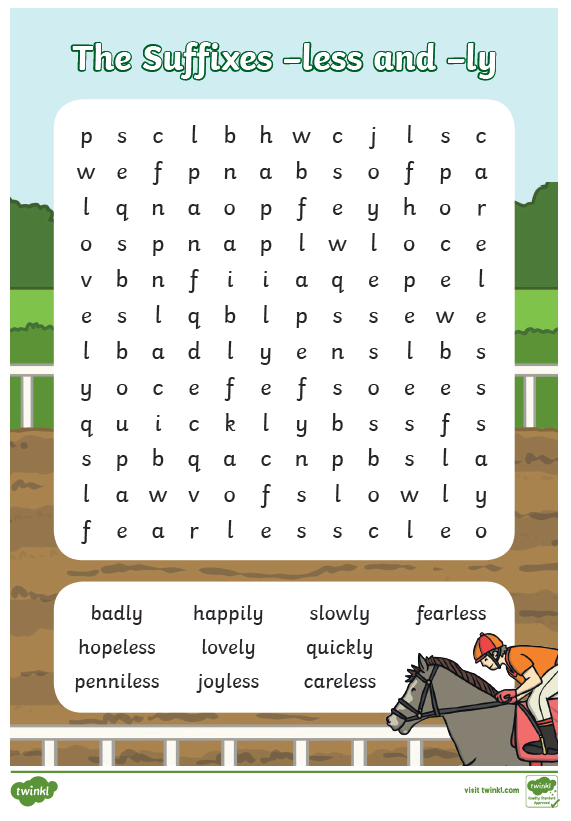 The Suffixes –less and –ly
p s c l b h w c j l s c
w e f p n a b s o f p a
l q n a o p f e y h o r
o s p n a p l w l o c e
v b n f i i a q e p e l
e s l q b l p s s e w e
l b a d l y e n s l b s
y o c e f e f s o e e s
q u i c k l y b s s f s
s p b q a c n p b s l a
l a w v o f s l o w l y
f e a r l e s s c l e o
badly happily slowly fearless
hopeless lovely quickly
penniless joyless careless
twinkl
visit twinkl.com
twinkl
Quality Standard
Approved